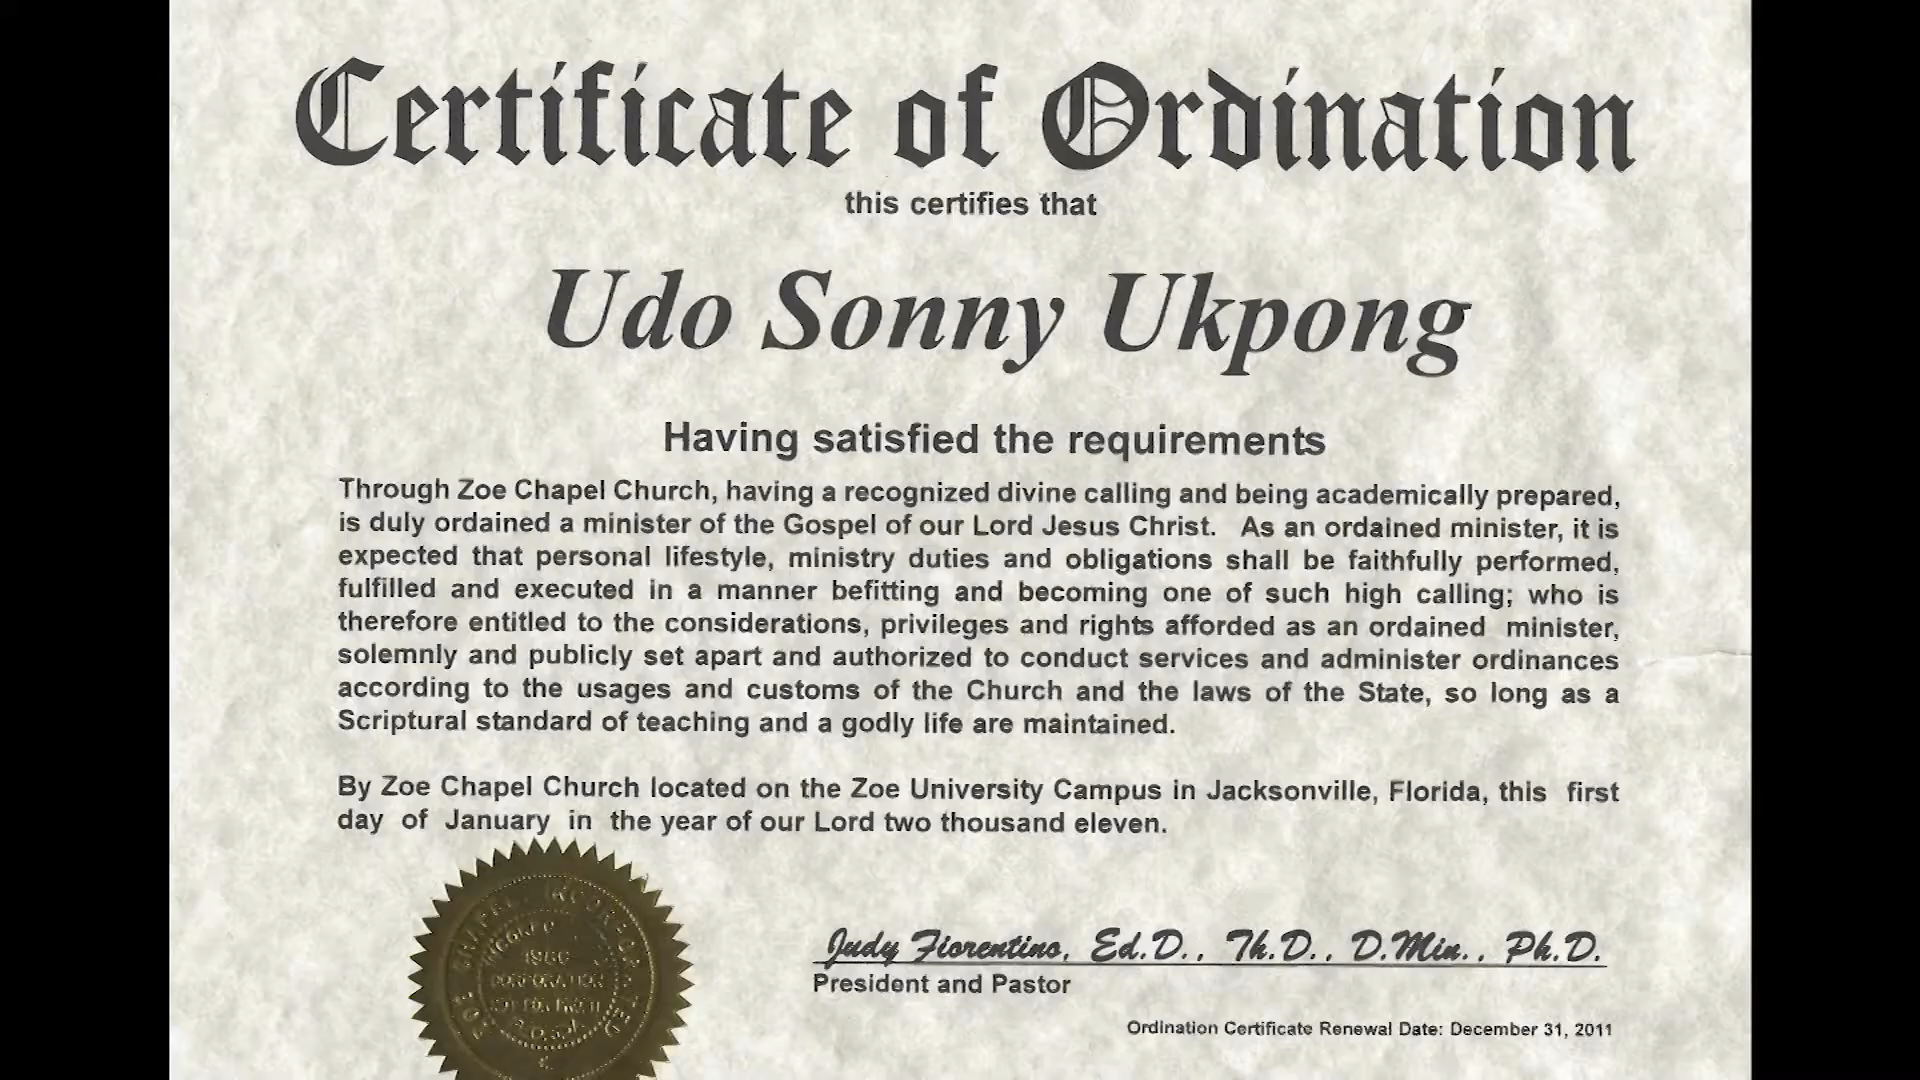 Certificate of Ordination
this certifies that
Udo Sonny Ukpong
Having satisfied the requirements
Through Zoe Chapel Church, having a recognized divine calling and being academically prepared,
is duly ordained a minister of the Gospel of our Lord Jesus Christ. As an ordained minister, it is
expected that personal lifestyle, ministry duties and obligations shall be faithfully performed,
fulfilled and executed in a manner befitting and becoming one of such high calling; who is
therefore entitled to the considerations, privileges and rights afforded as an ordained minister,
solemnly and publicly set apart and authorized to conduct services and administer ordinances
according to the usages and customs of the Church and the laws of the State, so long as a
Scriptural standard of teaching and a godly life are maintained.
By Zoe Chapel Church located on the Zoe University Campus in Jacksonville, Florida, this first
day of January in the year of our Lord two thousand eleven.
CORPORATION
Judy Fiorentino, Ed.D., Th.D., D.Min., Ph.D.
President and Pastor
Ordination Certificate Renewal Date: December 31, 2011